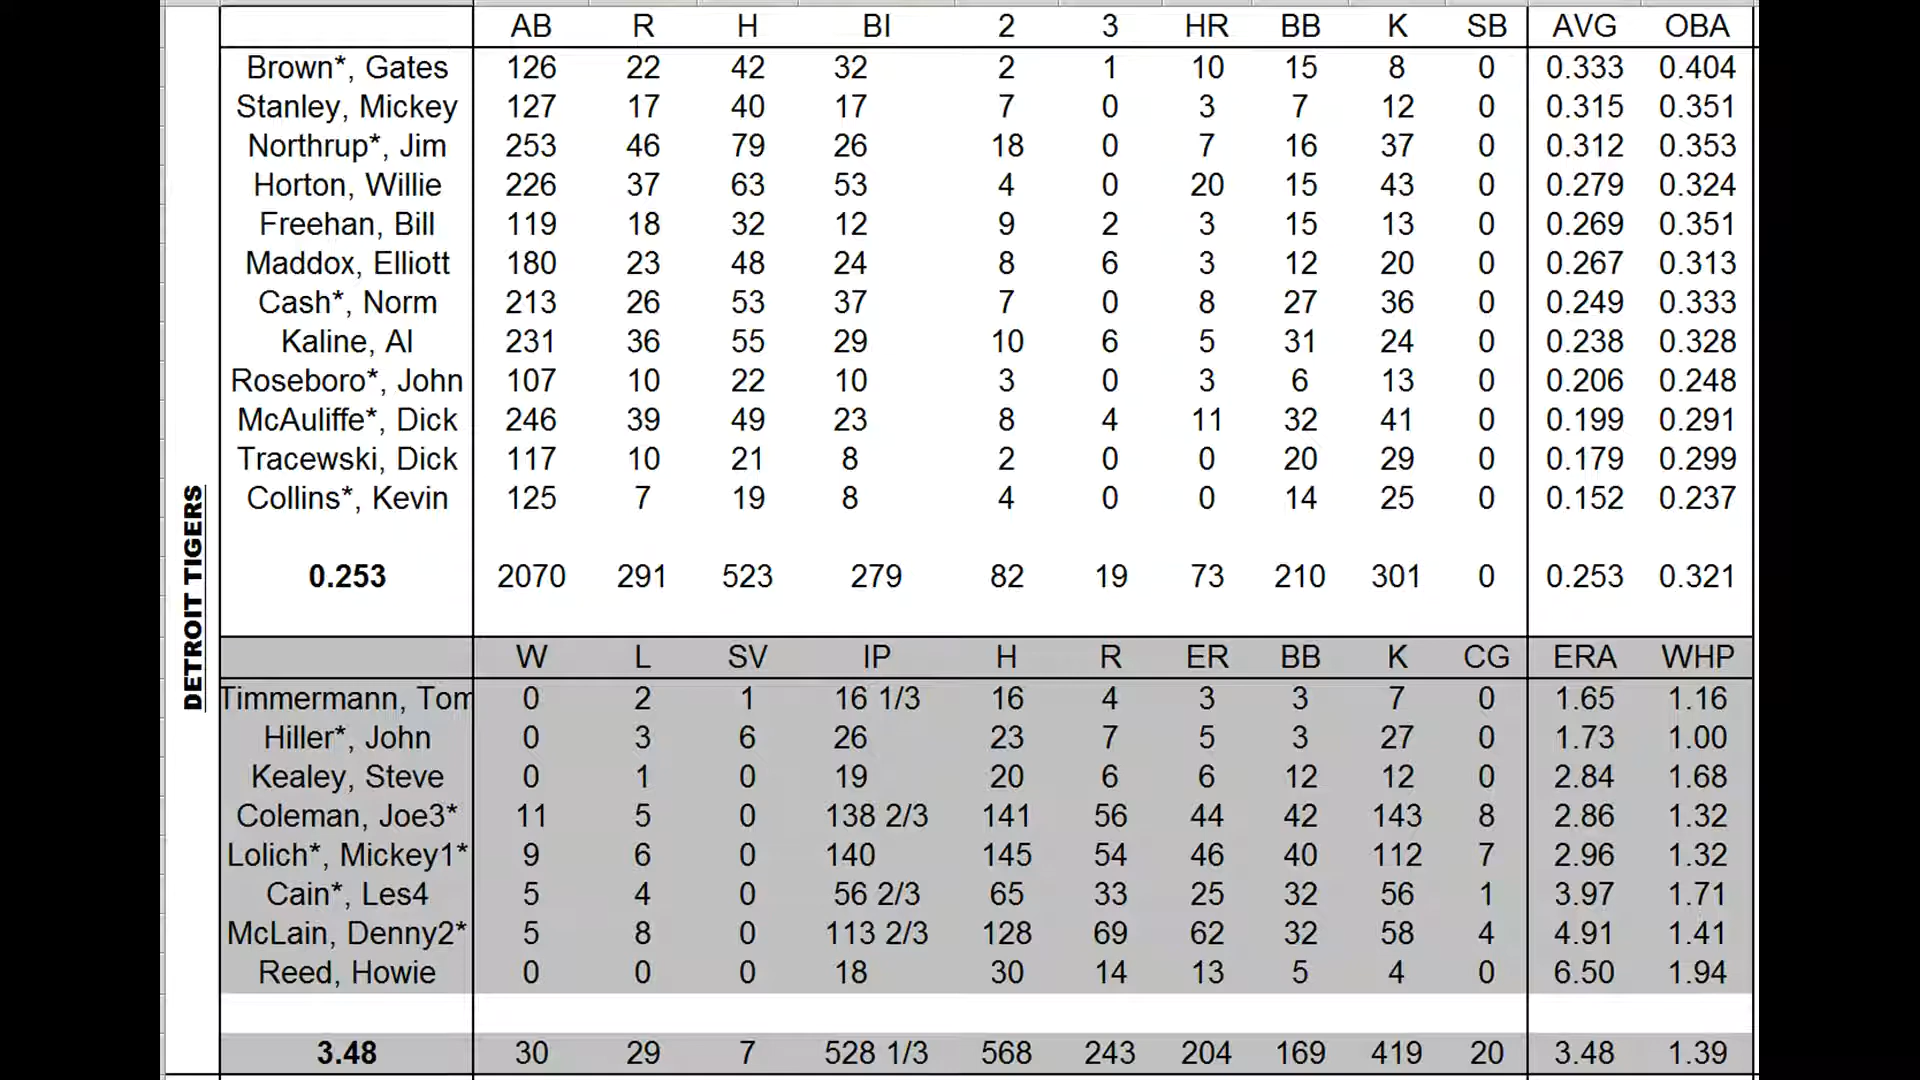 AB R H BI 2 3 HR BB K SB AVG OBA
Brown*, Gates 126 22 42 32 2 1 10 15 8 0 0.333 0.404
Stanley, Mickey 127 17 40 17 7 0 3 7 12 0 0.315 0.351
Northrup*, Jim 253 46 79 26 18 0 7 16 37 0 0.312 0.353
Horton, Willie 226 37 63 53 4 0 20 15 43 0 0.279 0.324
Freehan, Bill 119 18 32 12 9 2 3 15 13 0 0.269 0.351
Maddox, Elliott 180 23 48 24 8 6 3 12 20 0 0.267 0.313
Cash*, Norm 213 26 53 37 7 0 8 27 36 0 0.249 0.333
Kaline, Al 231 36 55 29 10 6 5 31 24 0 0.238 0.328
Roseboro*, John 107 10 22 10 3 0 3 6 13 0 0.206 0.248
McAuliffe*, Dick 246 39 49 23 8 4 11 32 41 0 0.199 0.291
Tracewski, Dick 117 10 21 8 2 0 0 20 29 0 0.179 0.299
Collins*, Kevin 125 7 19 8 4 0 0 14 25 0 0.152 0.237
0.253 2070 291 523 279 82 19 73 210 301 0 0.253 0.321
DETROIT TIGERS
W L SV IP H R ER BB K CG ERA WHP
Timmermann, Tom 0 2 1 16 1/3 16 4 3 3 7 0 1.65 1.16
Hiller*, John 0 3 6 26 23 7 5 3 27 0 1.73 1.00
Kealey, Steve 0 1 0 19 20 6 6 12 12 0 2.84 1.68
Coleman, Joe3* 11 5 0 138 2/3 141 56 44 42 143 8 2.86 1.32
Lolich*, Mickey1* 9 6 0 140 145 54 46 40 112 7 2.96 1.32
Cain*, Les4 5 4 0 56 2/3 65 33 25 32 56 1 3.97 1.71
McLain, Denny2* 5 8 0 113 2/3 128 69 62 32 58 4 4.91 1.41
Reed, Howie 0 0 0 18 30 14 13 5 4 0 6.50 1.94
3.48 30 29 7 528 1/3 568 243 204 169 419 20 3.48 1.39